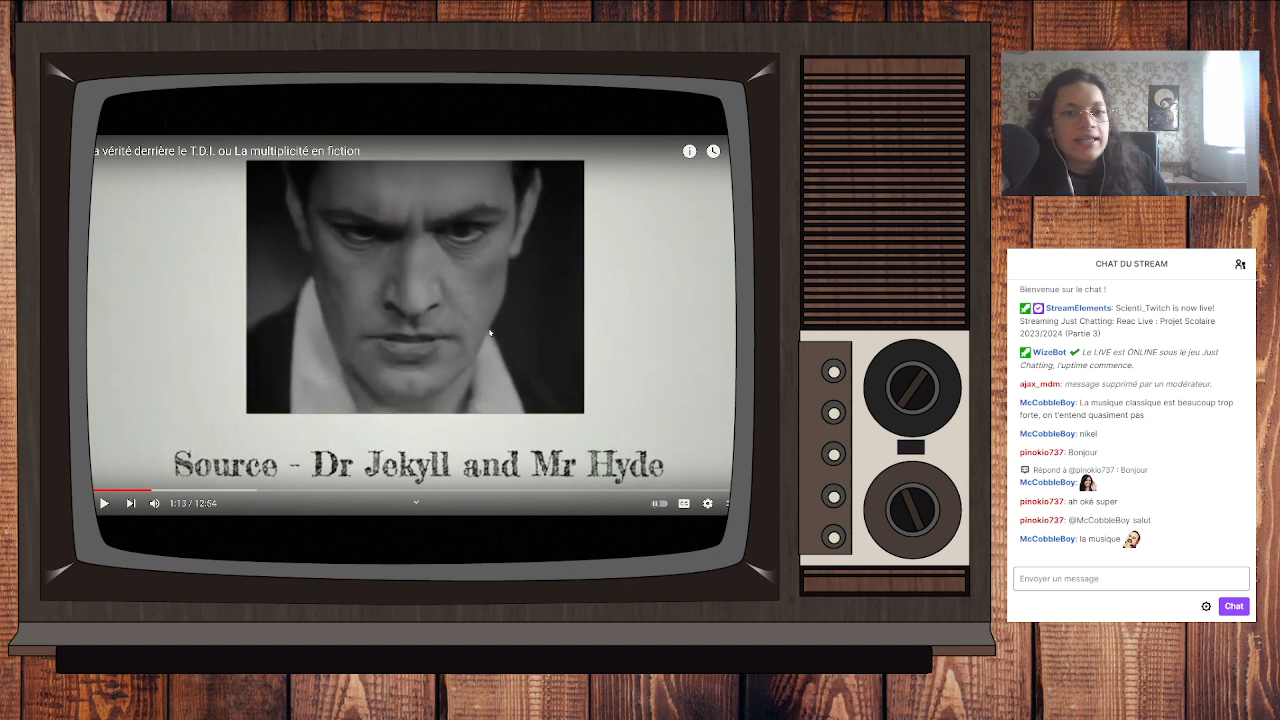 a vérité derrière le T.D.I. ou La multiplicité en fiction
Source - Dr Jekyll and Mr Hyde
1:13 / 12:54
CHAT DU STREAM
Bienvenue sur le chat !
StreamElements: Scienti_Twitch is now live!
Streaming Just Chatting: Reac Live : Projet Scolaire
2023/2024 (Partie 3)
WizeBot ✔ Le LIVE est ONLINE sous le jeu Just
Chatting, l'uptime commence.
ajax_mdm: message supprimé par un modérateur.
McCobbleBoy: La musique classique est beaucoup trop
forte, on t'entend quasiment pas
McCobbleBoy: nikel
pinokio737: Bonjour
Répond à @pinokio737 : Bonjour
McCobbleBoy:
pinokio737: ah oké super
pinokio737: @McCobbleBoy salut
McCobbleBoy: la musique
Envoyer un message
Chat